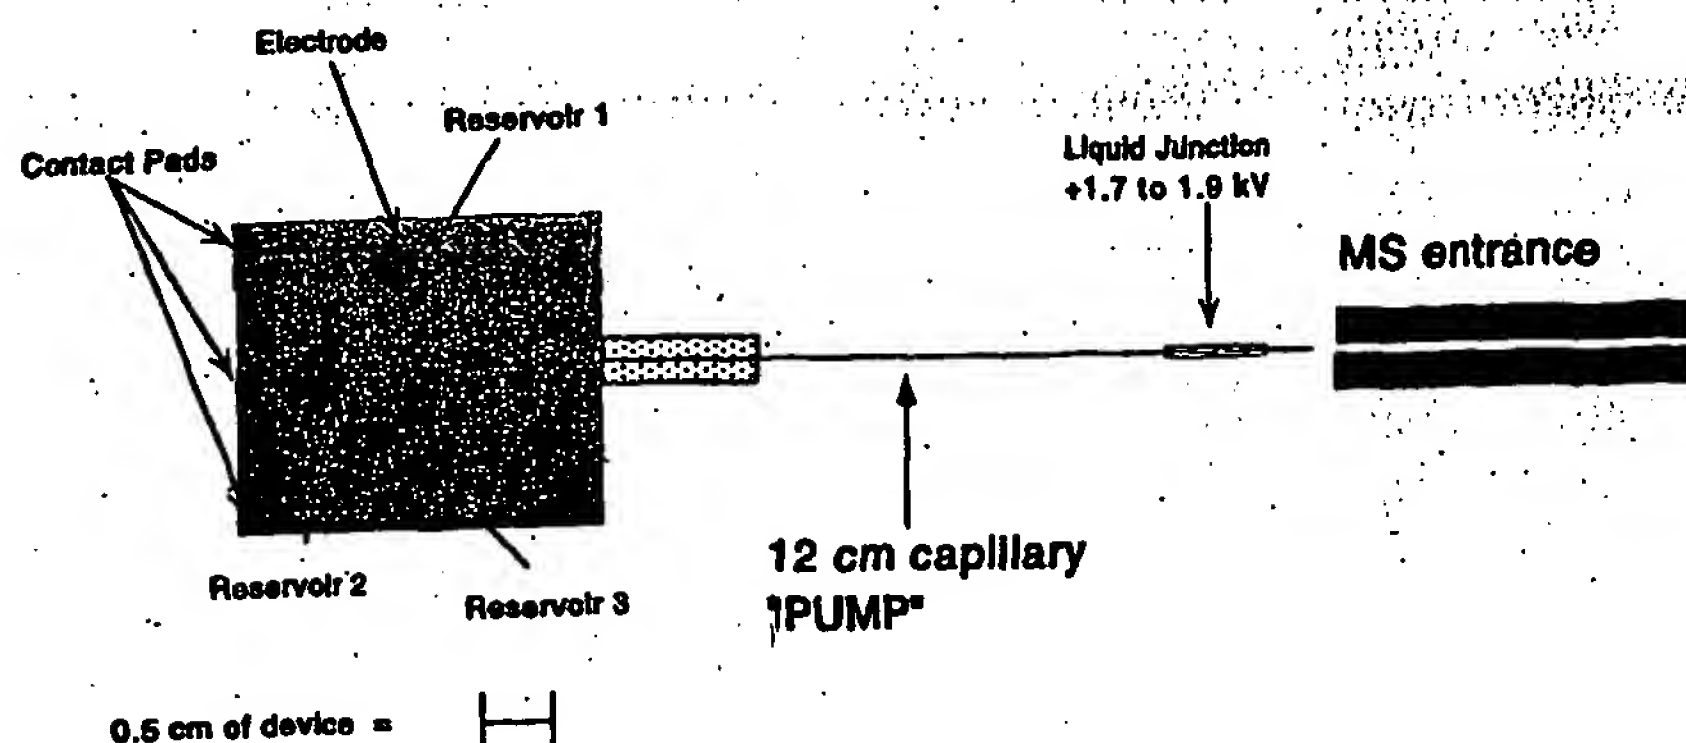 Electrode
Reservoir 1
Contact Pads
Liquid Junction
+1.7 to 1.9 kV
MS entrance
12 cm capillary
"PUMP"
Reservoir 2
Reservoir 3
0.5 cm of device =